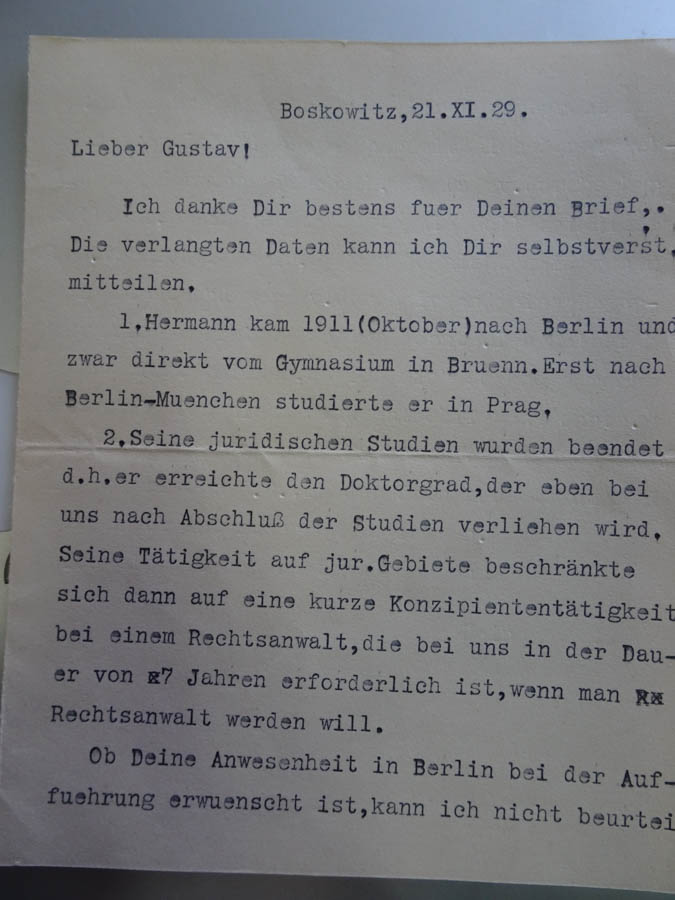 Boskowitz,21.XI.29.
Lieber Gustav!
Ich danke Dir bestens fuer Deinen Brief,.
Die verlangten Daten kann ich Dir selbstverst.
mitteilen.
1.Hermann kam 1911(Oktober)nach Berlin und
zwar direkt vom Gymnasium in Bruenn.Erst nach
Berlin-Muenchen studierte er in Prag.
2.Seine juridischen Studien wurden beendet
d.h.er erreichte den Doktorgrad,der eben bei
uns nach Abschluß der Studien verliehen wird.
Seine Tätigkeit auf jur.Gebiete beschränkte
sich dann auf eine kurze Konzipiententätigkeit
bei einem Rechtsanwalt,die bei uns in der Dau-
er von 7 Jahren erforderlich ist,wenn man
Rechtsanwalt werden will.
Ob Deine Anwesenheit in Berlin bei der Auf-
fuehrung erwuenscht ist,kann ich nicht beurtei